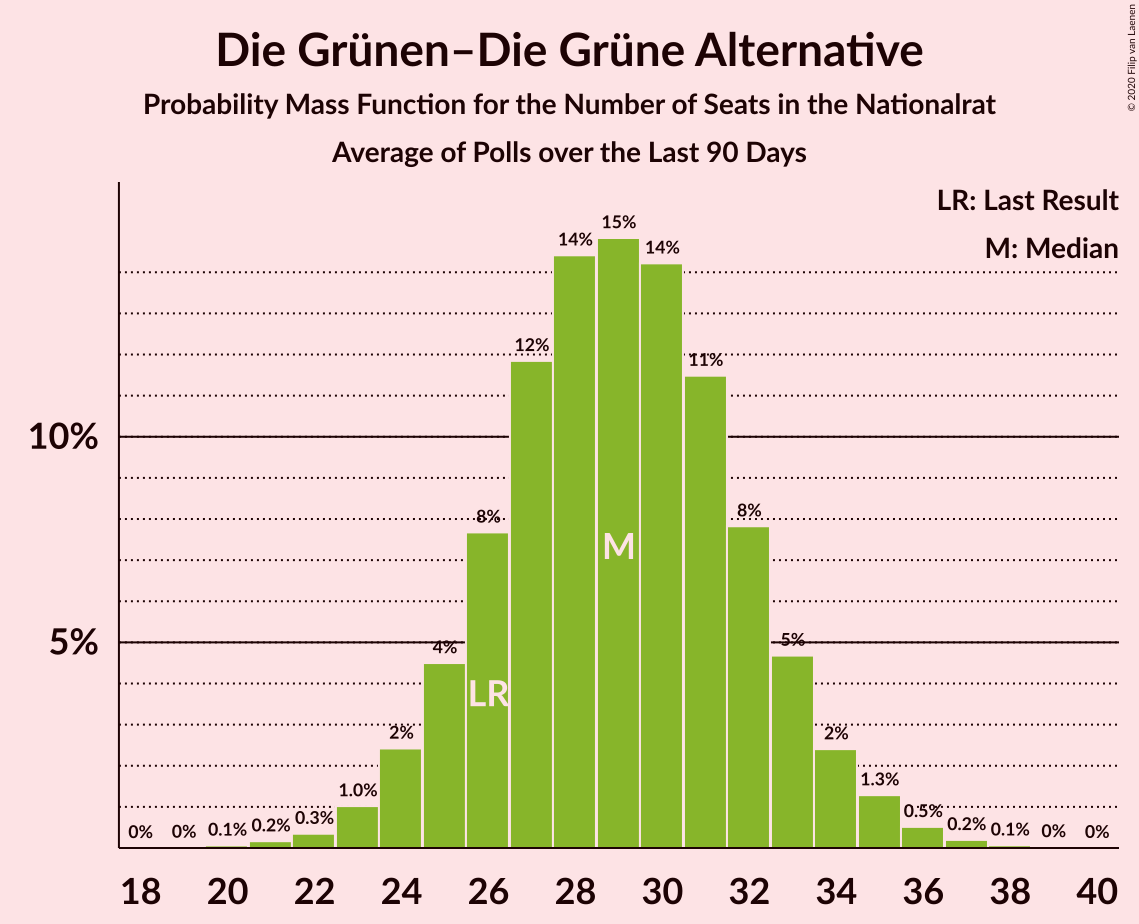 Die Grünen–Die Grüne Alternative
Probability Mass Function for the Number of Seats in the Nationalrat
Average of Polls over the Last 90 Days
© 2020 Filip van Laenen
LR: Last Result
M: Median
10%
5%
0%
0%
0.1%
0.2%
0.3%
1.0%
2%
4%
8%
12%
14%
15%
14%
11%
8%
5%
2%
1.3%
0.5%
0.2%
0.1%
0%
0%
LR
M
18 20 22 24 26 28 30 32 34 36 38 40